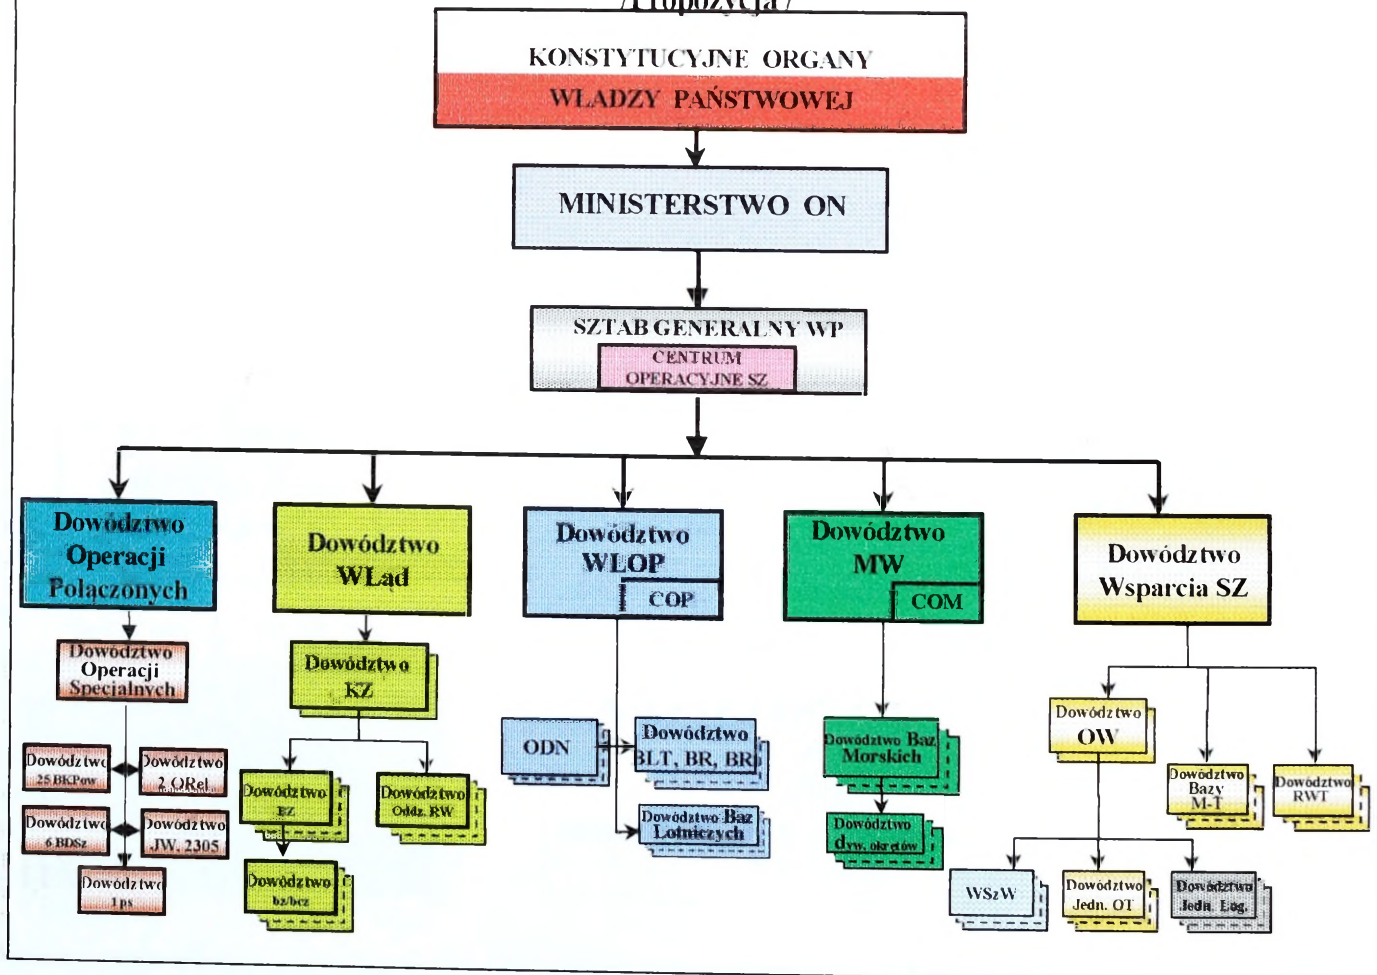 /Propozycja/
KONSTYTUCYJNE ORGANY
WŁADZY PAŃSTWOWEJ
MINISTERSTWO ON
SZTAB GENERALNY WP
CENTRUM
OPERACYJNE SZ
Dowództwo
Operacji
Połączonych
Dowództwo
WLąd
Dowództwo
WLOP
COP
Dowództwo
MW
COM
Dowództwo
Wsparcia SZ
Dowództwo
Operacji
Specjalnych
Dowództwo
25 BKPow
Dowództwo
2 ORel
Dowództwo
6 BDSz
Dowództwo
JW. 2305
Dowództwo
1 ps
Dowództwo
KZ
Dowództwo
BZ
Dowództwo
Oddz. RW
Dowództwo
bz/bcz
ODN
Dowództwo
BLT, BR, BRt
Dowództwo Baz
Lotniczych
Dowództwo Baz
Morskich
Dowództwo
dyw. okrętów
Dowództwo
OW
Dowództwo
Bazy
M-T
Dowództwo
RWT
WSzW
Dowództwo
Jedn. OT
Dowództwo
Jedn. Log.